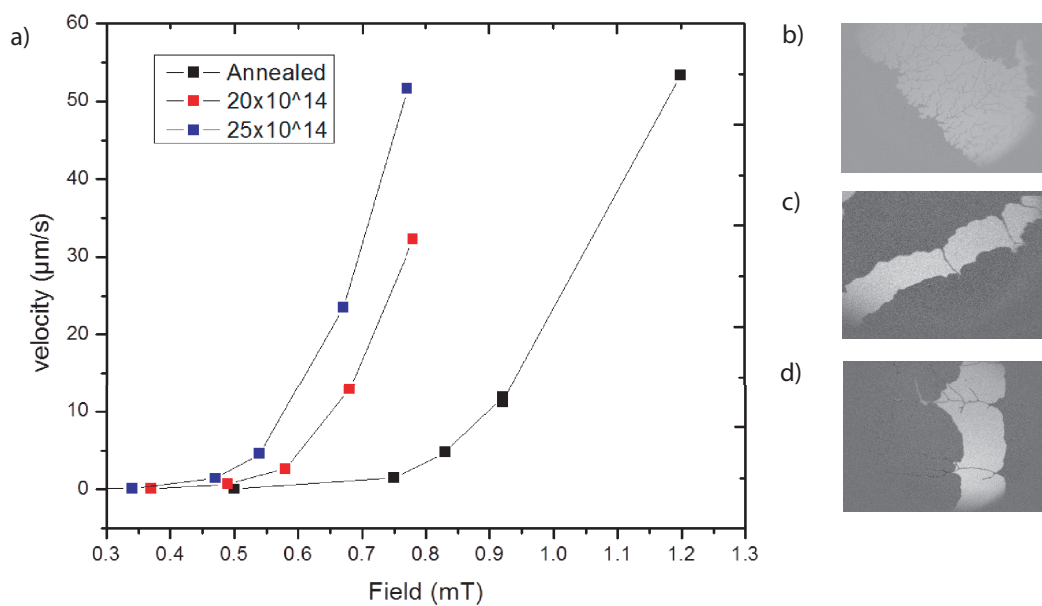 a)
60
50
40
30
20
10
0
velocity (µm/s)
Annealed
20x10^14
25x10^14
0.3 0.4 0.5 0.6 0.7 0.8 0.9 1.0 1.1 1.2 1.3
Field (mT)
b)
c)
d)